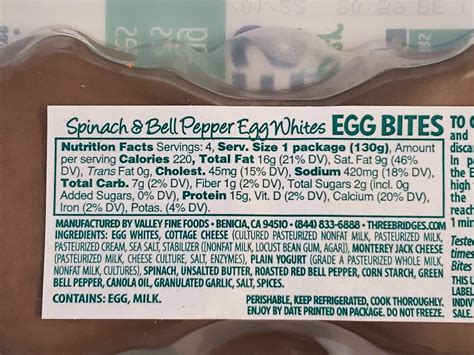 Spinach & Bell Pepper Egg Whites EGG BITES
Nutrition Facts Servings: 4, Serv. Size 1 package (130g), Amount
per serving Calories 220, Total Fat 16g (21% DV), Sat. Fat 9g (46%
DV), Trans Fat 0g, Cholest. 45mg (15% DV), Sodium 420mg (18% DV),
Total Carb. 7g (2% DV), Fiber 1g (2% DV), Total Sugars 2g (incl. 0g
Added Sugars, 0% DV), Protein 15g, Vit. D (2% DV), Calcium (20% DV),
Iron (2% DV), Potas. (4% DV).
MANUFACTURED BY VALLEY FINE FOODS • BENICIA, CA 94510 • (844) 833-6888 • THREEBRIDGES.COM
INGREDIENTS: EGG WHITES, COTTAGE CHEESE (CULTURED PASTEURIZED NONFAT MILK, PASTEURIZED MILK,
PASTEURIZED CREAM, SEA SALT, STABILIZER ([NONFAT MILK, LOCUST BEAN GUM, AGAR]), MONTEREY JACK CHEESE
(PASTEURIZED MILK, CHEESE CULTURE, SALT, ENZYMES), PLAIN YOGURT (GRADE A PASTEURIZED WHOLE MILK,
NONFAT MILK, CULTURES), SPINACH, UNSALTED BUTTER, ROASTED RED BELL PEPPER, CORN STARCH, GREEN
BELL PEPPER, CANOLA OIL, GRANULATED GARLIC, SALT, SPICES.
CONTAINS: EGG, MILK.
PERISHABLE, KEEP REFRIGERATED, COOK THOROUGHLY.
ENJOY BY DATE PRINTED ON PACKAGE. DO NOT FREEZE.
TO
and
discar
In pa
the E
high
the
read
1 min
Teste
times
Bites
THIS U
LABEL
INDIV
SALE.